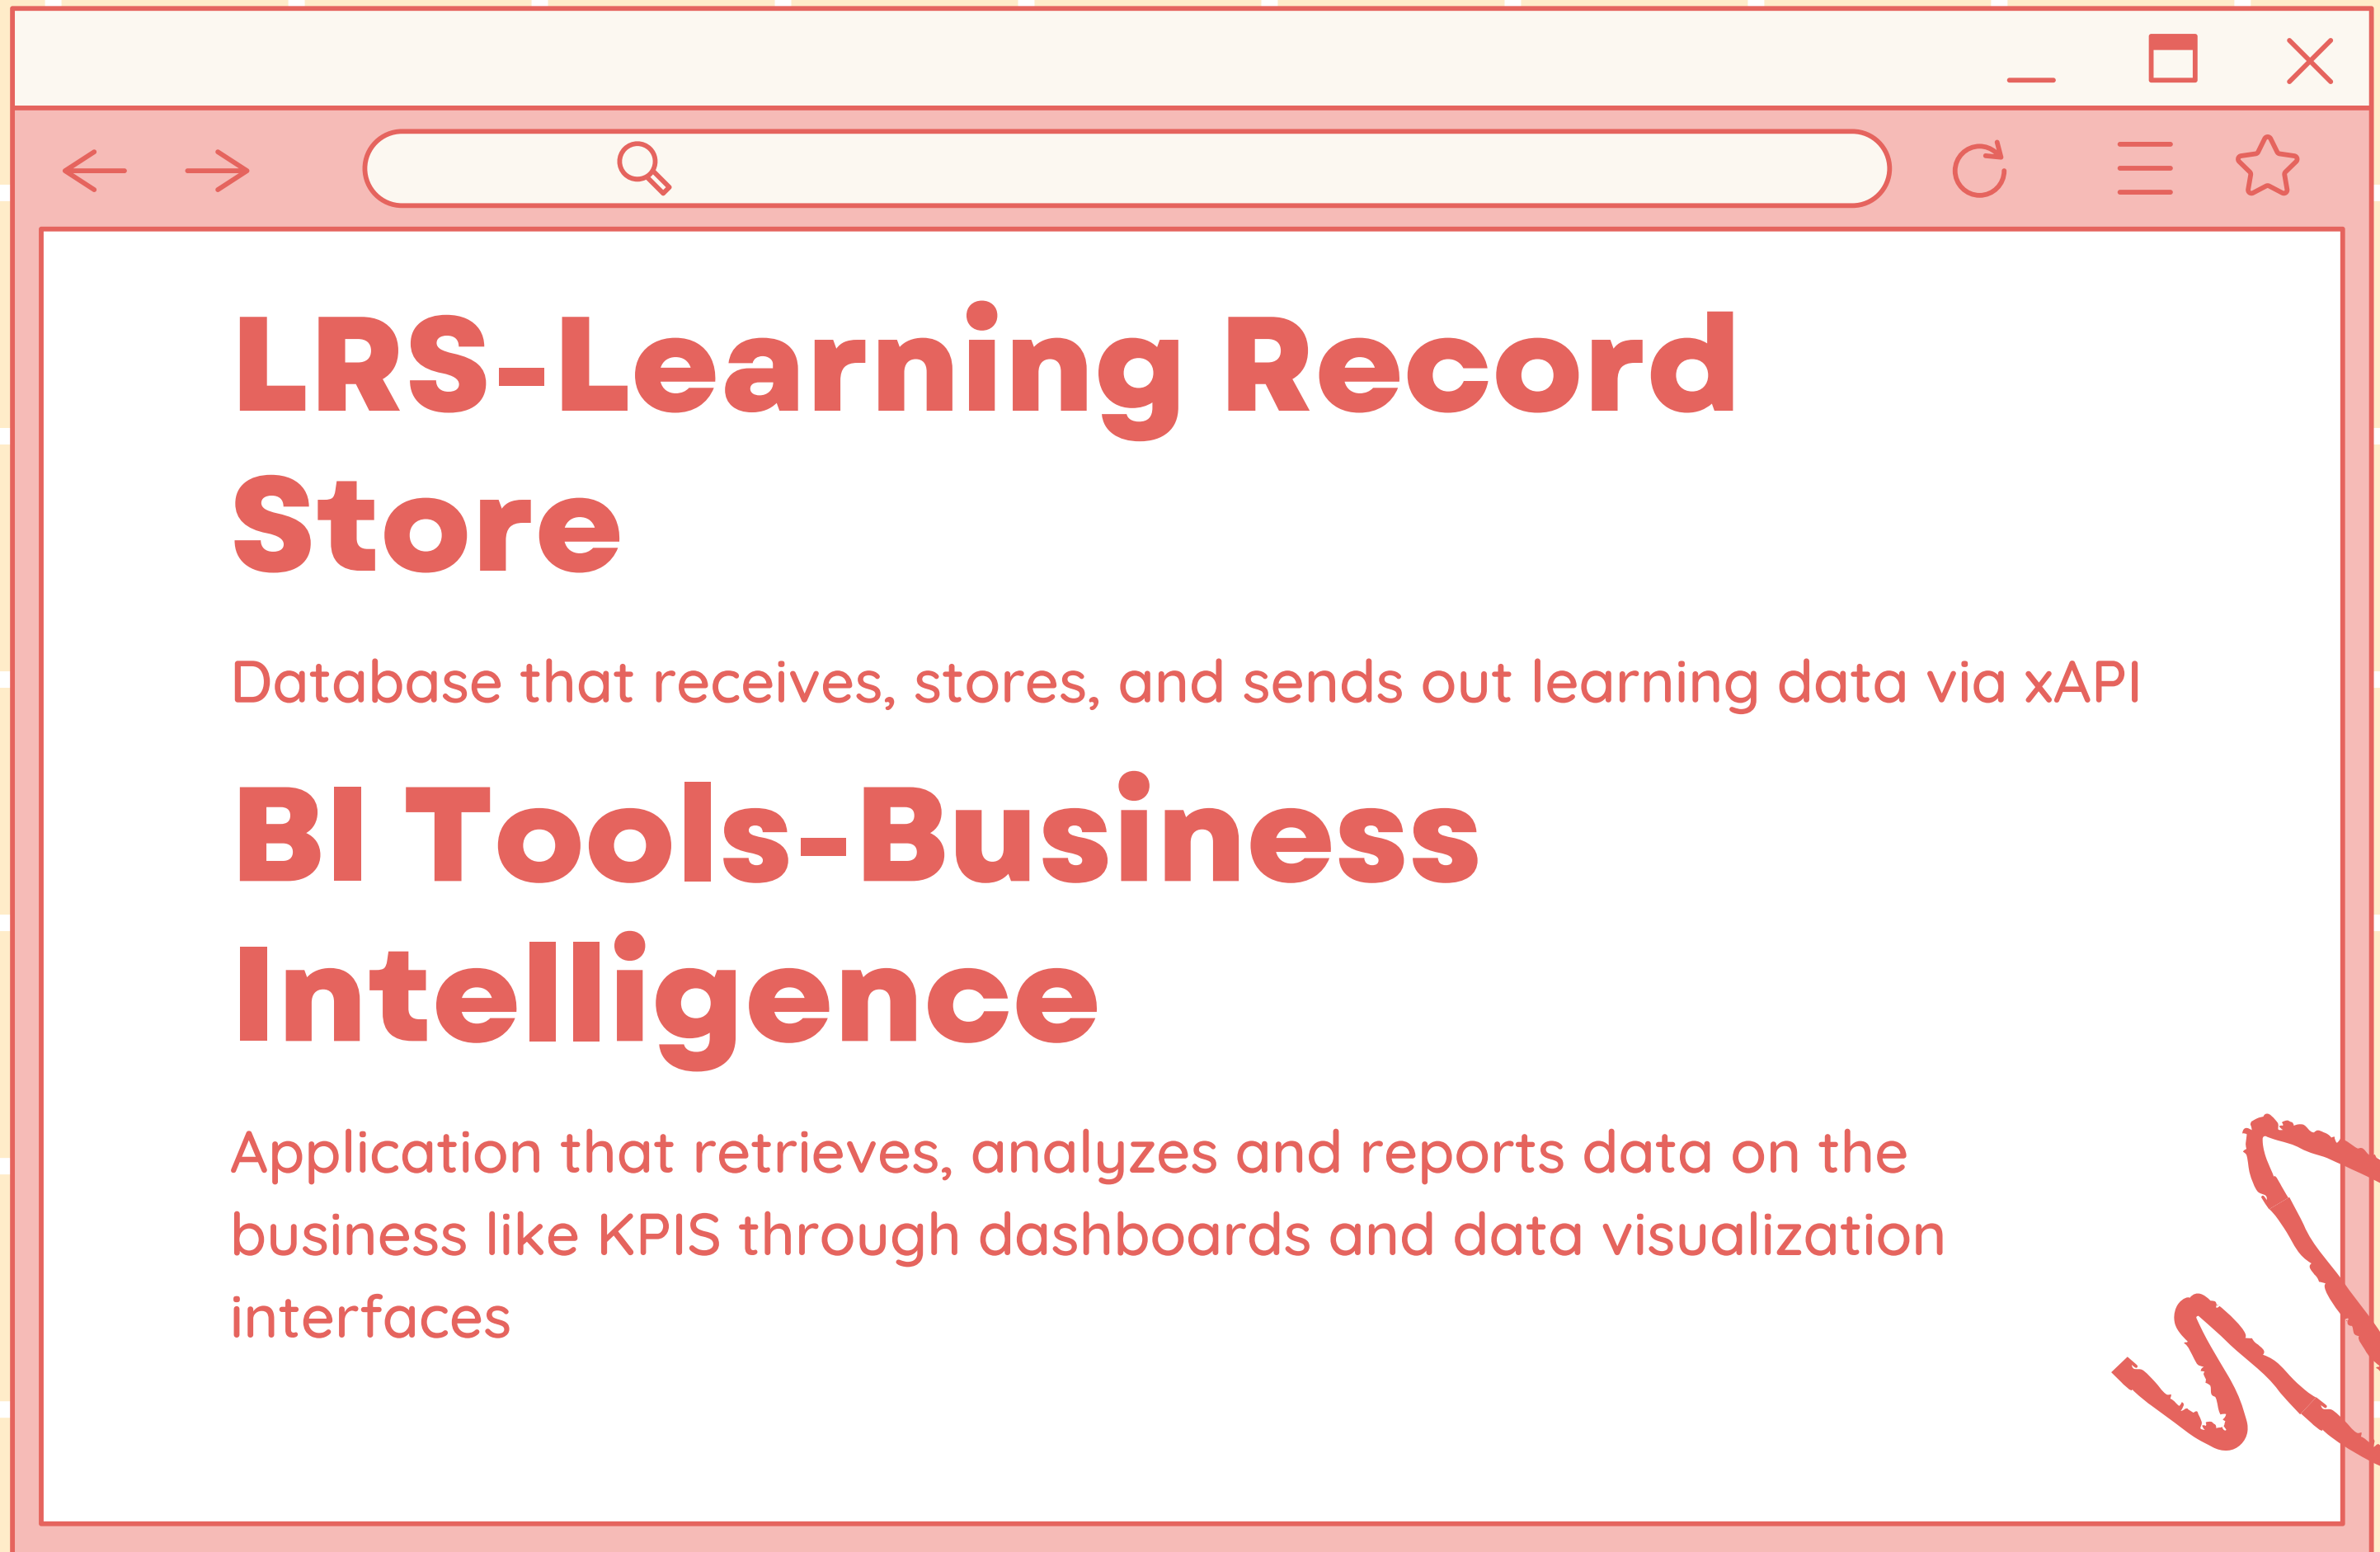 LRS-Learning Record
Store
Database that receives, stores, and sends out learning data via xAPI
BI Tools-Business
Intelligence
Application that retrieves, analyzes and reports data on the
business like KPIS through dashboards and data visualization
interfaces